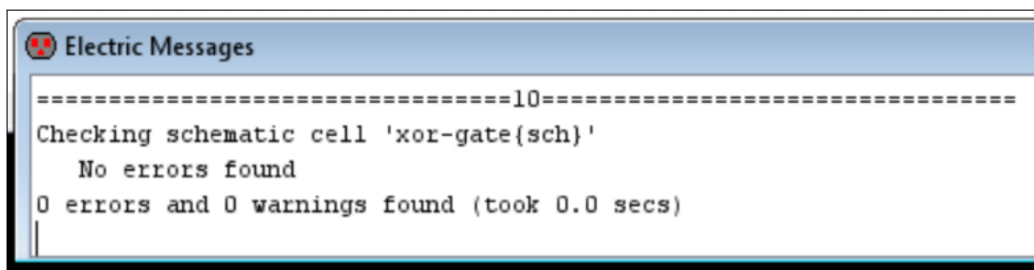 Electric Messages
=================================10=================================
Checking schematic cell 'xor-gate{sch}'
   No errors found
0 errors and 0 warnings found (took 0.0 secs)